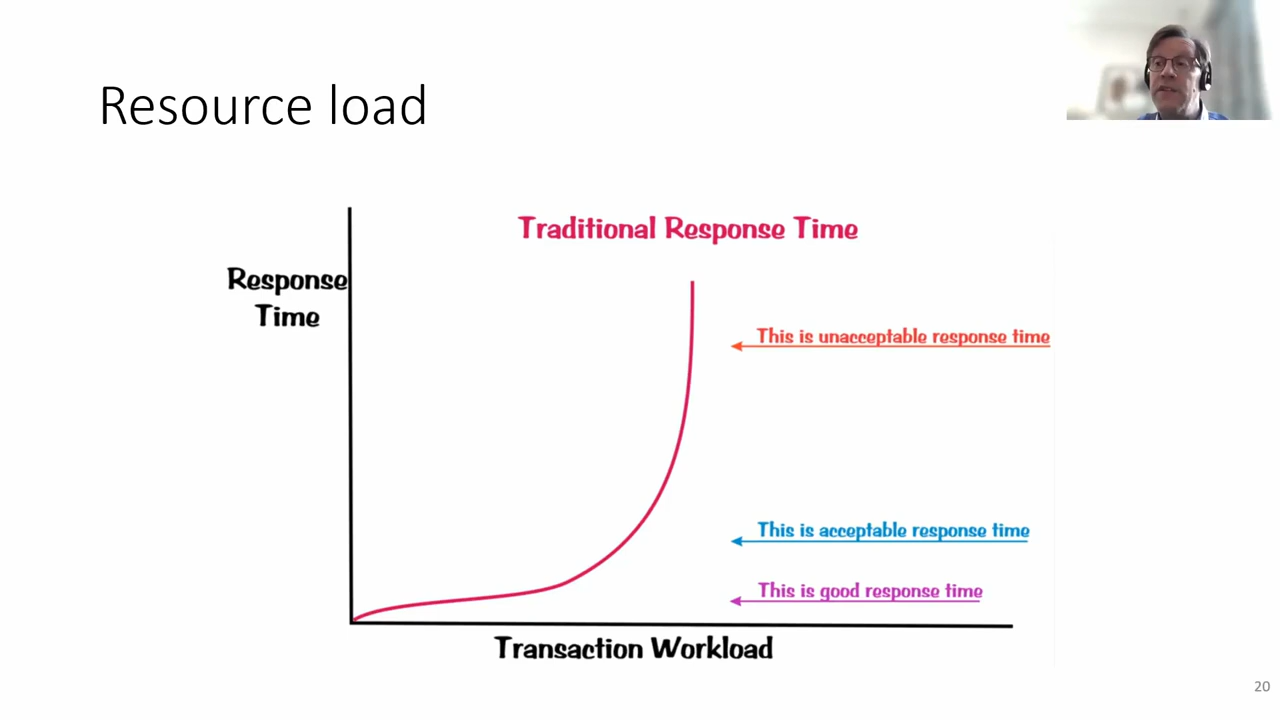 Resource load
Traditional Response Time
Response
Time
This is unacceptable response time
This is acceptable response time
This is good response time
Transaction Workload
20